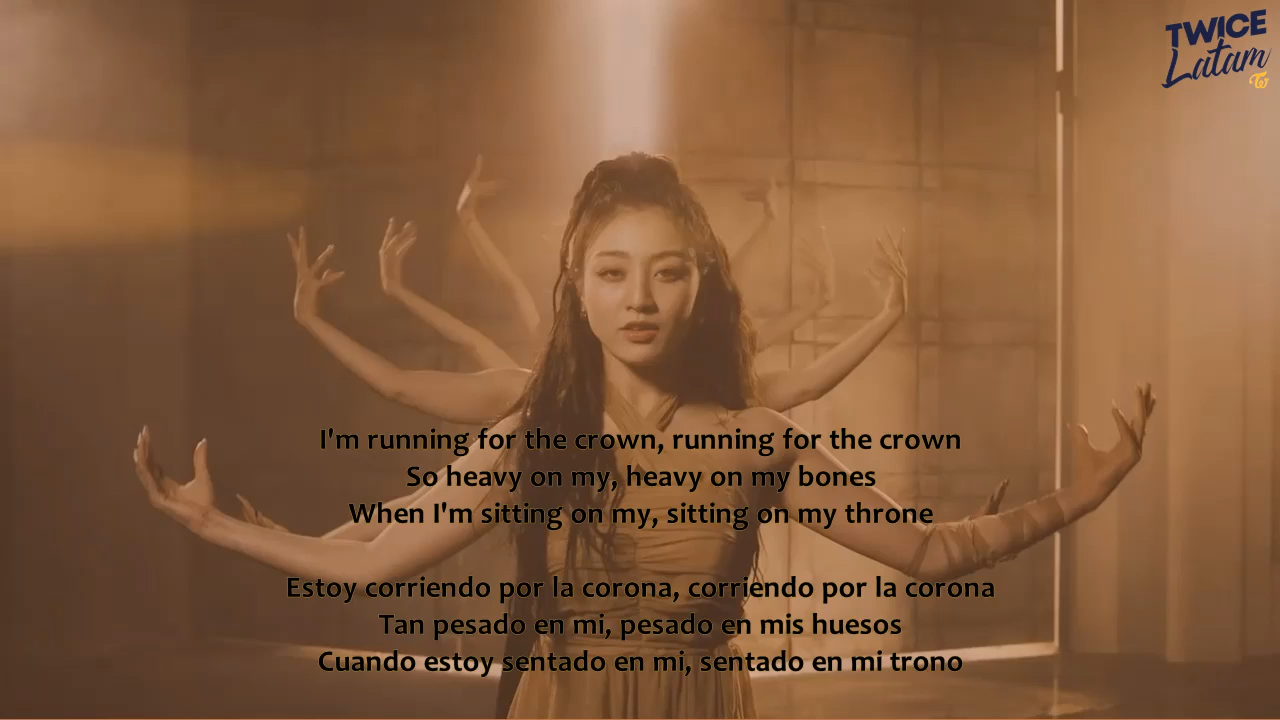 TWICE
Latam
I'm running for the crown, running for the crown
So heavy on my, heavy on my bones
When I'm sitting on my, sitting on my throne
Estoy corriendo por la corona, corriendo por la corona
Tan pesado en mi, pesado en mis huesos
Cuando estoy sentado en mi, sentado en mi trono